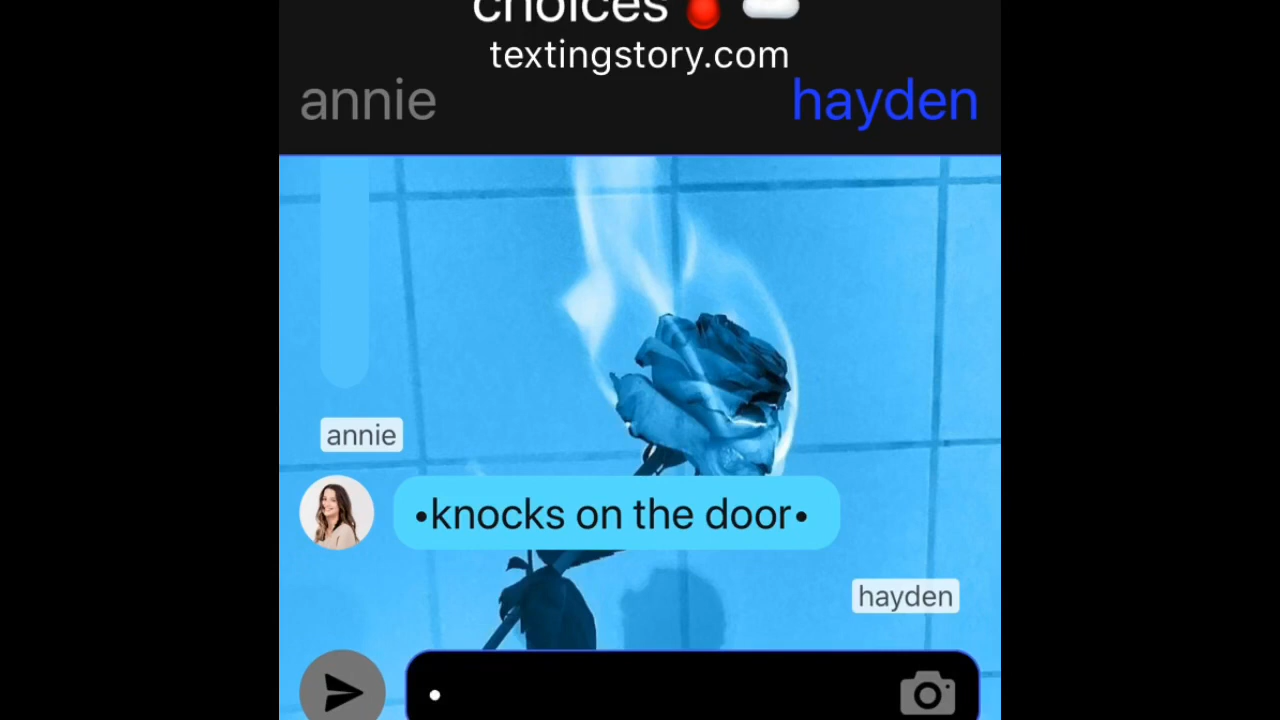 choices
textingstory.com
annie
hayden
annie
•knocks on the door•
hayden
•